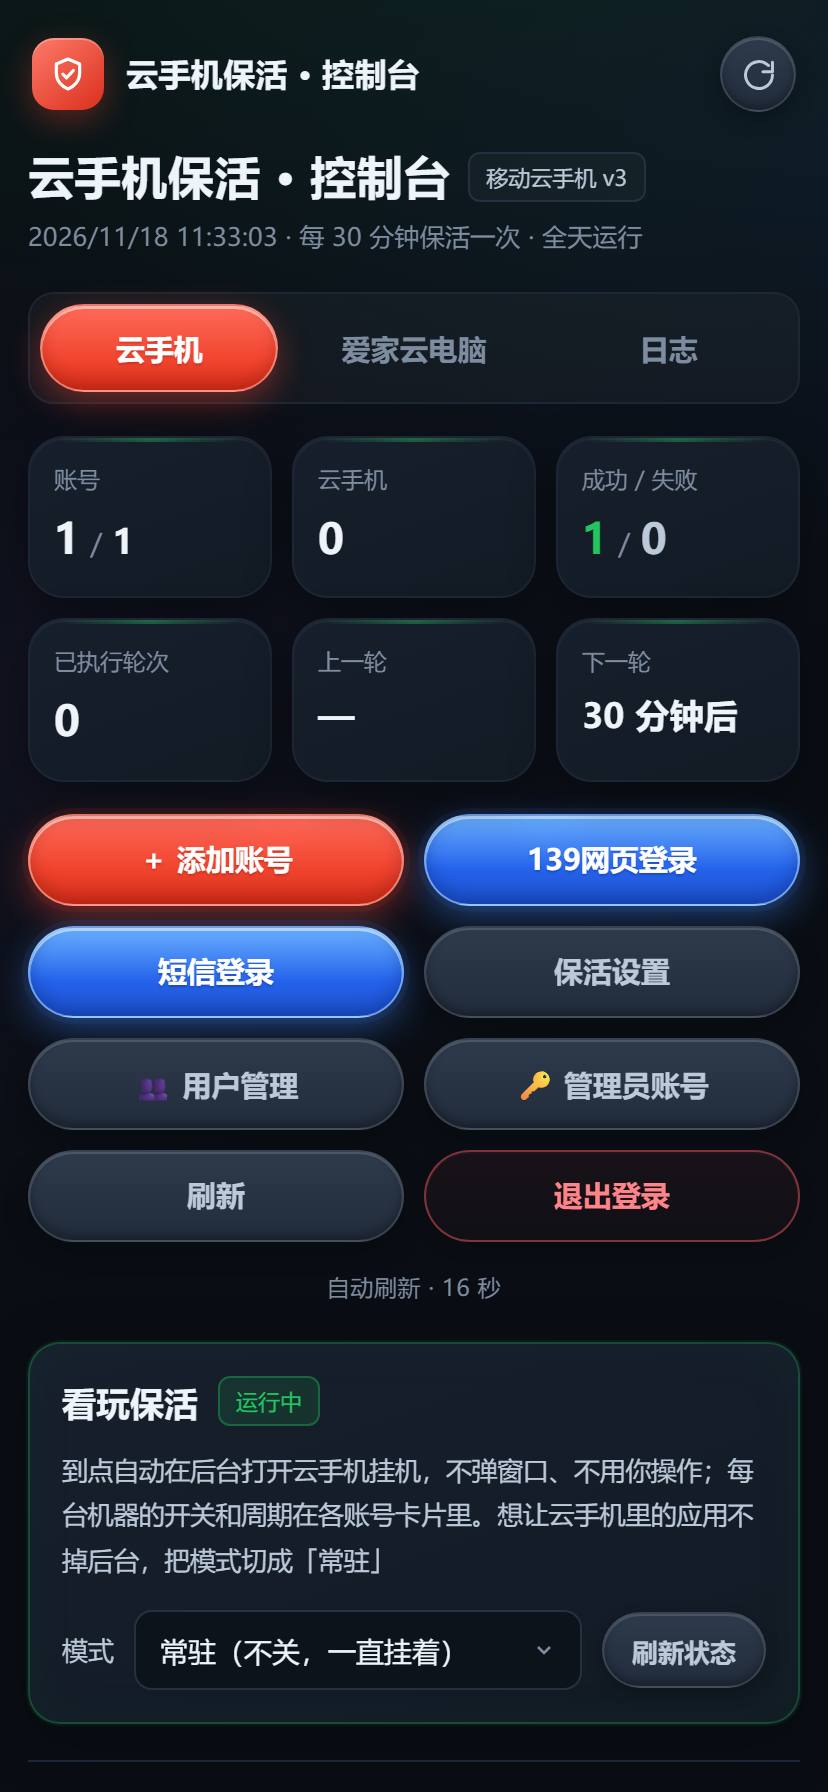 云手机保活 • 控制台
云手机保活 • 控制台 移动云手机 v3
2026/11/18 11:33:03 · 每 30 分钟保活一次 · 全天运行
云手机 爱家云电脑 日志
账号 云手机 成功 / 失败
1 / 1 0 1 / 0
已执行轮次 上一轮 下一轮
0 — 30 分钟后
+ 添加账号 139网页登录
短信登录 保活设置
👥 用户管理 🔑 管理员账号
刷新 退出登录
自动刷新 · 16 秒
看玩保活 运行中
到点自动在后台打开云手机挂机，不弹窗口、不用你操作；每
台机器的开关和周期在各账号卡片里。想让云手机里的应用不
掉后台，把模式切成「常驻」
模式 常驻（不关，一直挂着） 刷新状态